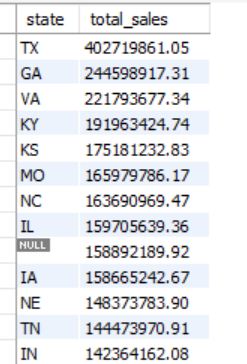 state total_sales
TX 402719861.05
GA 244598917.31
VA 221793677.34
KY 191963424.74
KS 175181232.83
MO 165979786.17
NC 163690969.47
IL 159705639.36
NULL 158892189.92
IA 158665242.67
NE 148373783.90
TN 144473970.91
IN 142364162.08